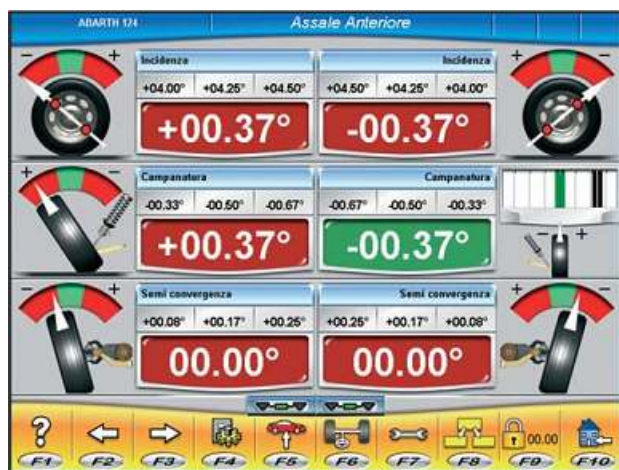 ABARTH 124 Assale Anteriore
- + Incidenza Incidenza - +
+04.00° +04.25° +04.50° +04.50° +04.25° +04.00°
+00.37° -00.37°
+ - Campanatura Campanatura
-00.33° -00.50° -00.67° -00.67° -00.50° -00.33°
+00.37° -00.37° - +
- + Semi convergenza Semi convergenza - +
+00.08° +00.17° +00.25° +00.25° +00.17° +00.08°
00.00° 00.00°
? 00.00
F1 F2 F3 F4 F5 F6 F7 F8 F9 F10